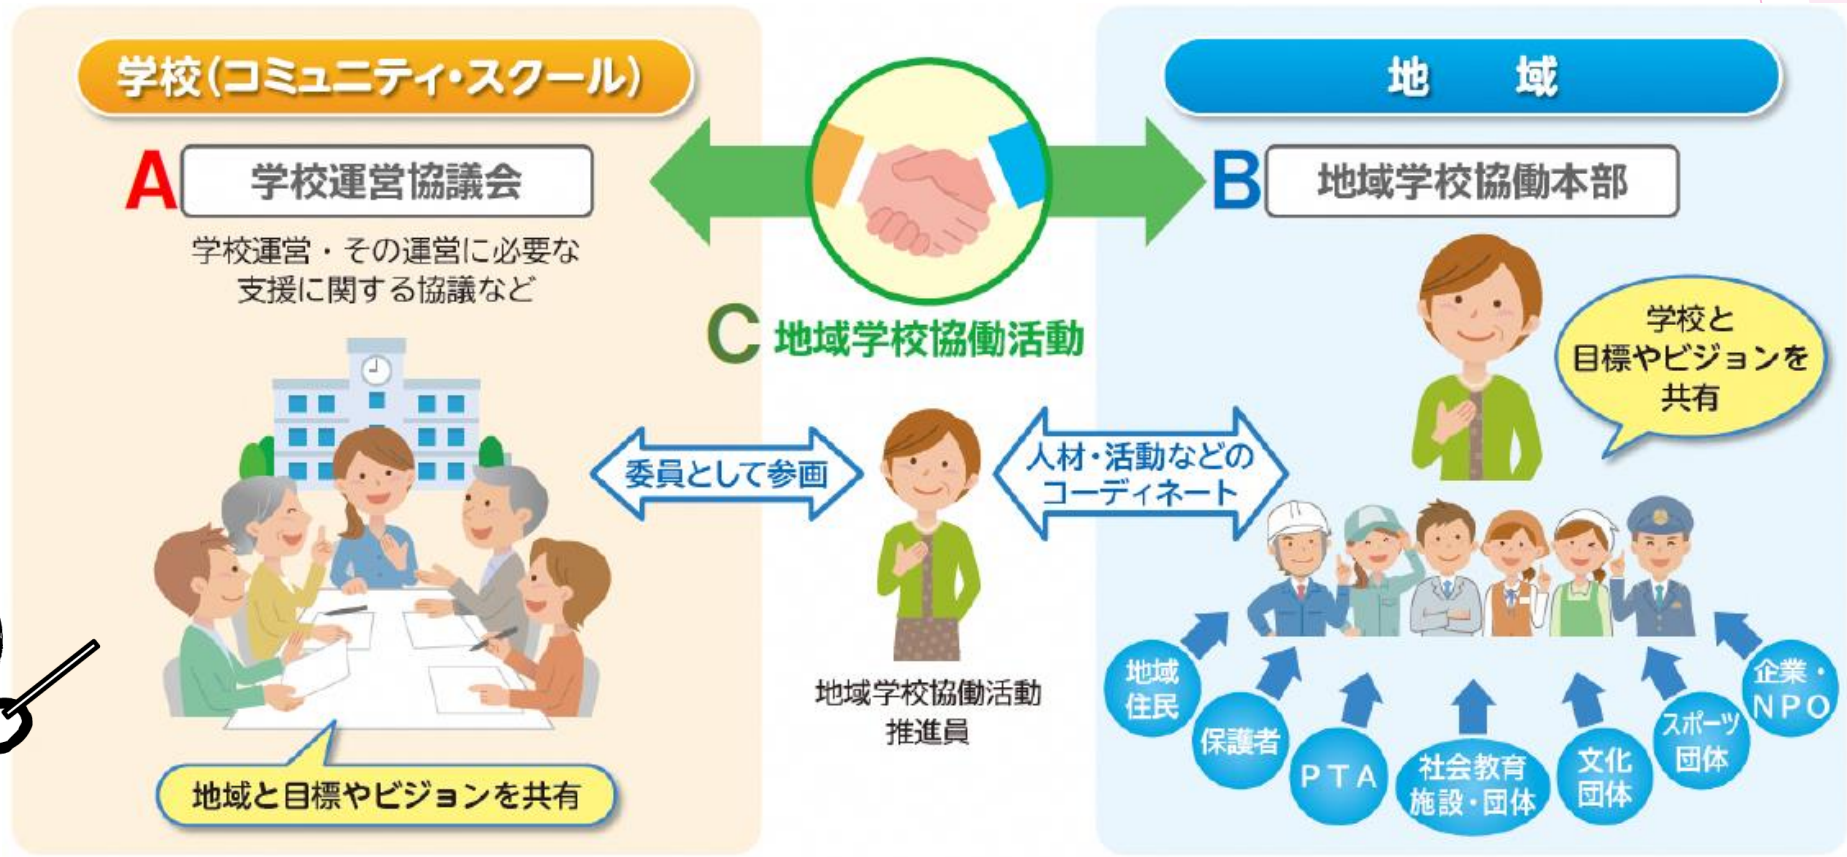 学校(コミュニティ・スクール)
A 学校運営協議会
学校運営・その運営に必要な
支援に関する協議など
地域と目標やビジョンを共有
C 地域学校協働活動
委員として参画
人材・活動などの
コーディネート
地域学校協働活動
推進員
地 域
B 地域学校協働本部
学校と
目標やビジョンを
共有
地域
住民
保護者
PTA
社会教育
施設・団体
文化
団体
スポーツ
団体
企業・
NPO